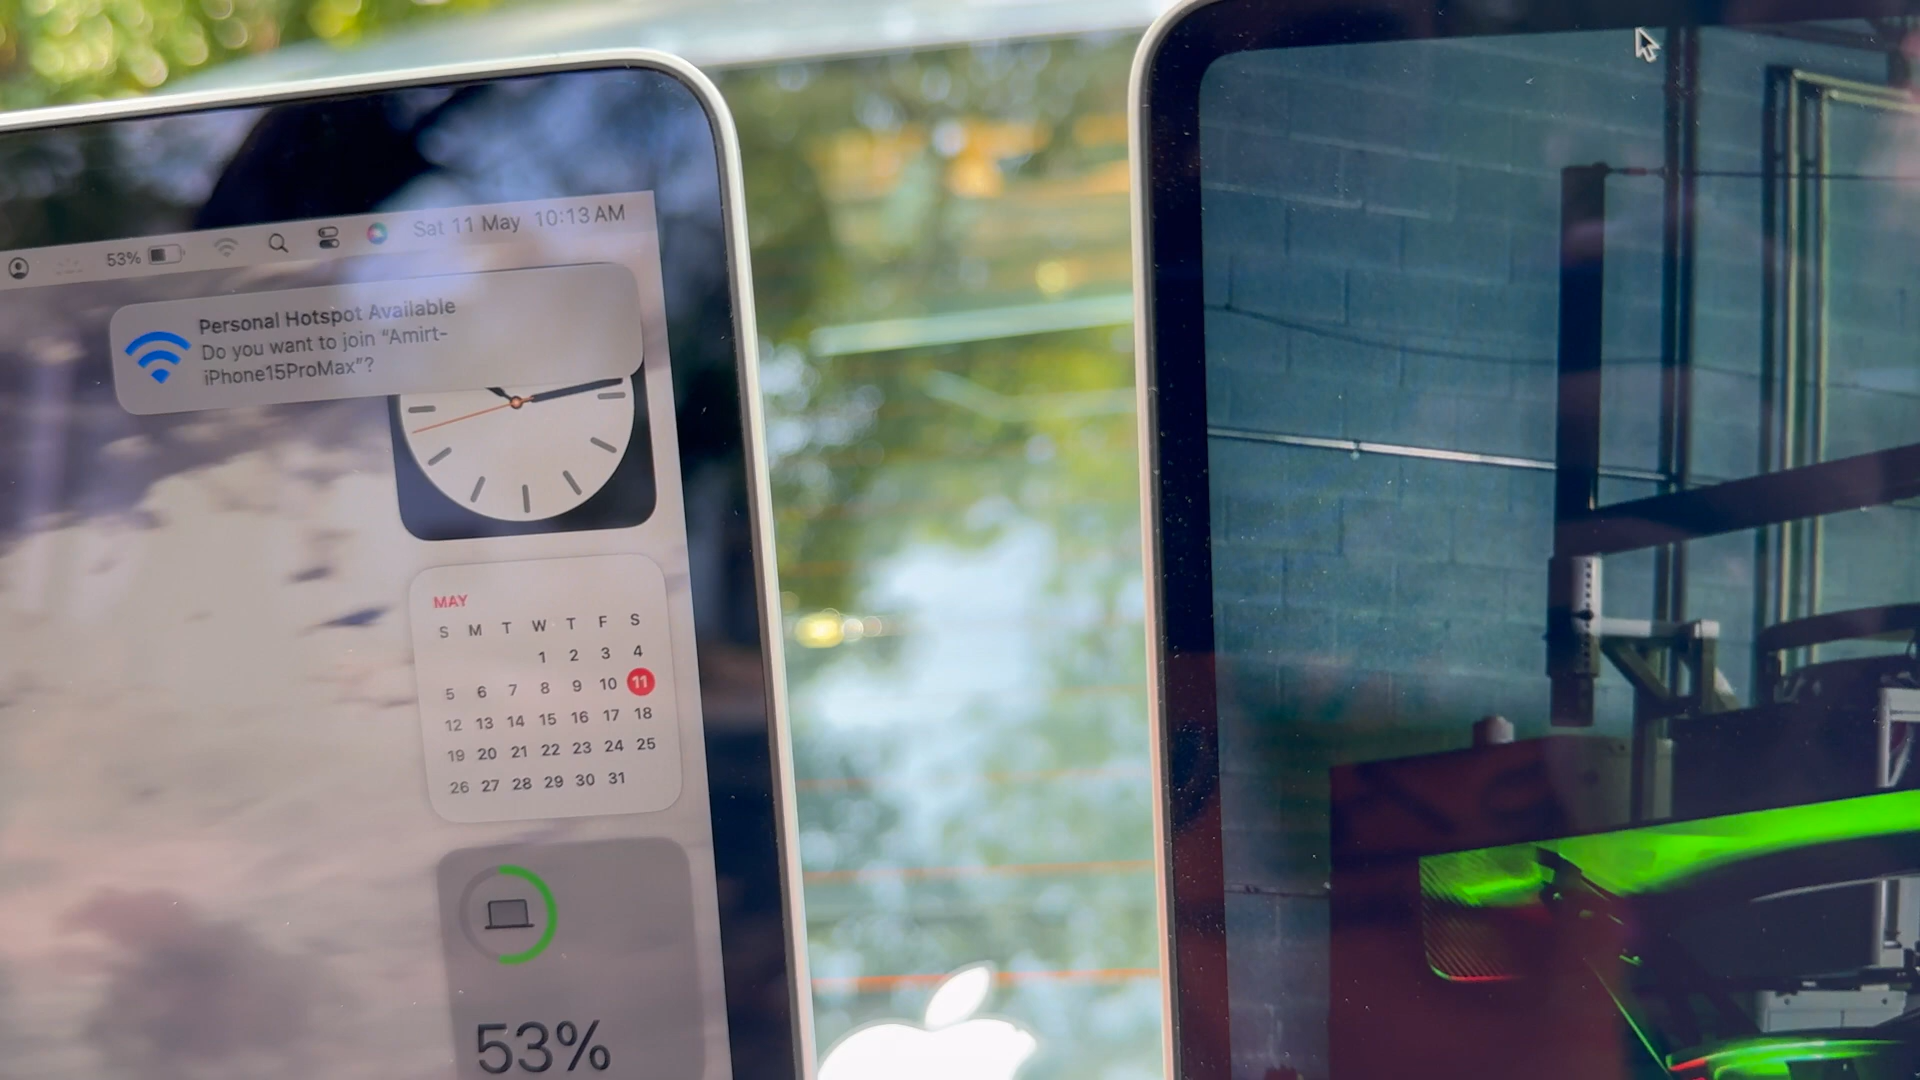 53%
Sat 11 May 10:13 AM
Personal Hotspot Available
Do you want to join “Amirt-
iPhone15ProMax”?
MAY
S M T W T F S
1 2 3 4
5 6 7 8 9 10 11
12 13 14 15 16 17 18
19 20 21 22 23 24 25
26 27 28 29 30 31
53%